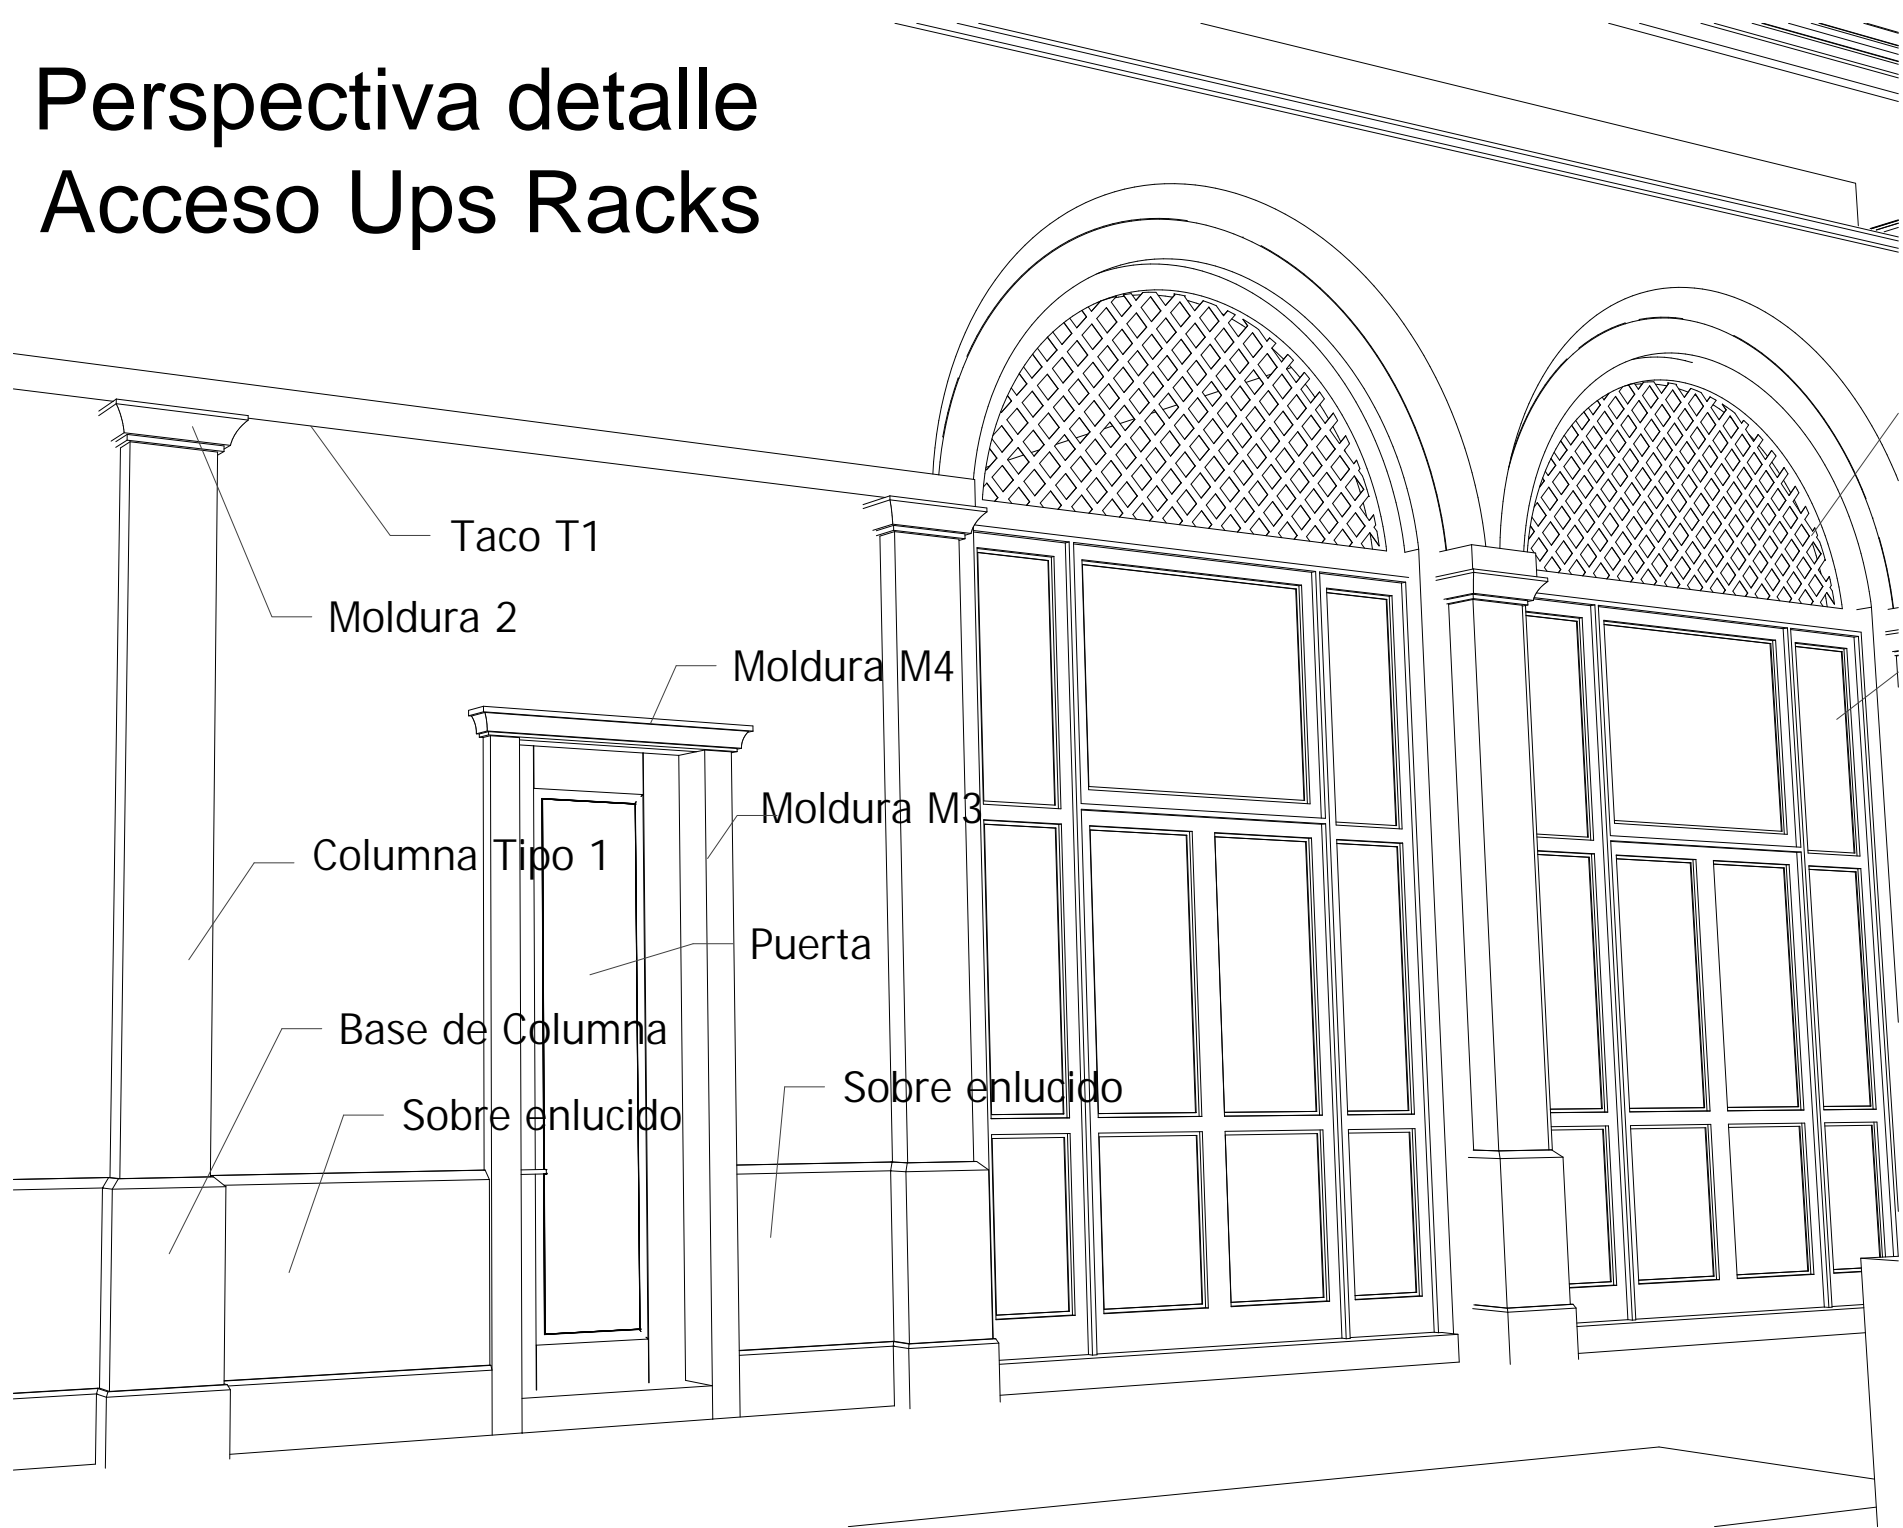 Perspectiva detalle
Acceso Ups Racks
Taco T1
Moldura 2
Moldura M4
Moldura M3
Columna Tipo 1
Puerta
Base de Columna
Sobre enlucido
Sobre enlucido